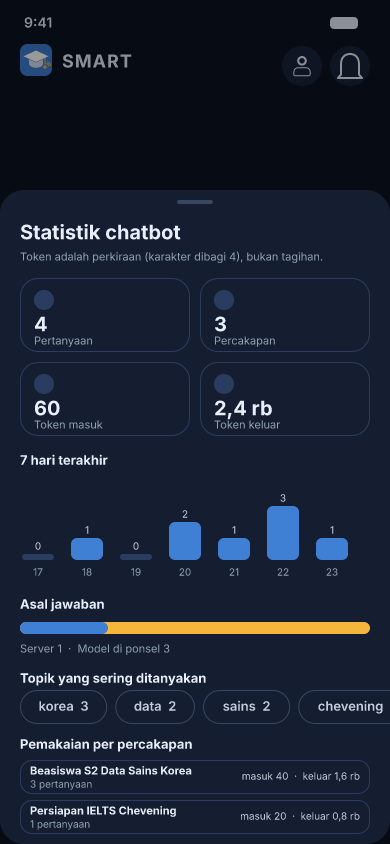 9:41
SMART
Statistik chatbot
Token adalah perkiraan (karakter dibagi 4), bukan tagihan.
4
Pertanyaan
3
Percakapan
60
Token masuk
2,4 rb
Token keluar
7 hari terakhir
0 1 0 2 1 3 1
17 18 19 20 21 22 23
Asal jawaban
Server 1 · Model di ponsel 3
Topik yang sering ditanyakan
korea 3 data 2 sains 2 chevening
Pemakaian per percakapan
Beasiswa S2 Data Sains Korea
3 pertanyaan
masuk 40 · keluar 1,6 rb
Persiapan IELTS Chevening
1 pertanyaan
masuk 20 · keluar 0,8 rb